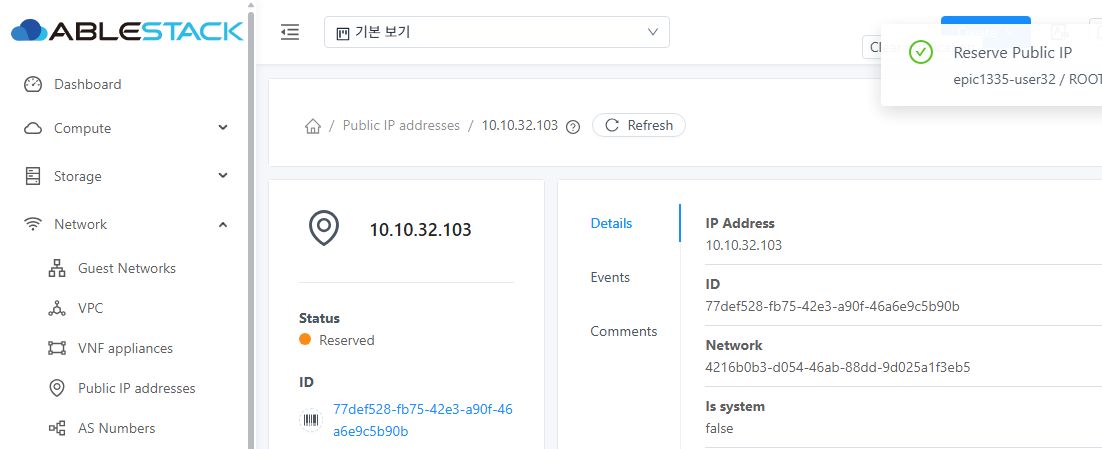 ABLESTACK
기본 보기
Reserve Public IP
epic1335-user32 / ROOT
Dashboard
Compute
Storage
Network
Guest Networks
VPC
VNF appliances
Public IP addresses
AS Numbers
/ Public IP addresses / 10.10.32.103
Refresh
10.10.32.103
Status
Reserved
ID
77def528-fb75-42e3-a90f-46
a6e9c5b90b
Details
Events
Comments
IP Address
10.10.32.103
ID
77def528-fb75-42e3-a90f-46a6e9c5b90b
Network
4216b0b3-d054-46ab-88dd-9d025a1f3eb5
Is system
false